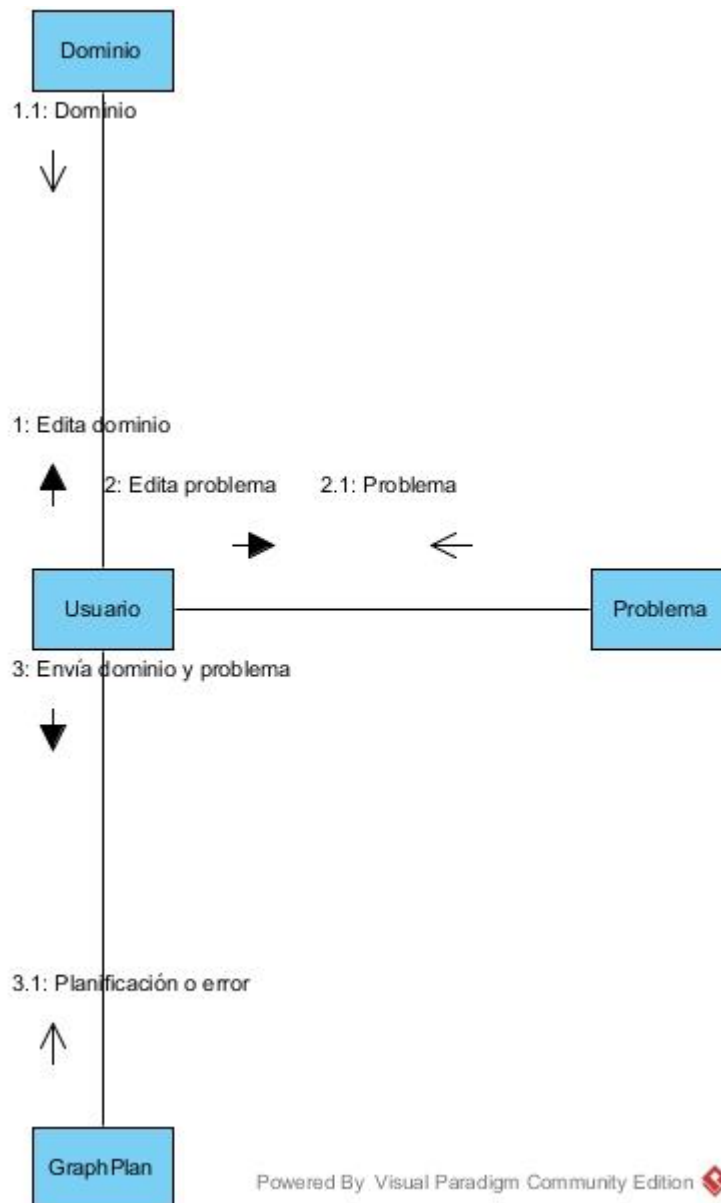 Dominio
1.1: Dominio
1: Edita dominio
2: Edita problema
2.1: Problema
Usuario
Problema
3: Envía dominio y problema
3.1: Planificación o error
GraphPlan
Powered By Visual Paradigm Community Edition